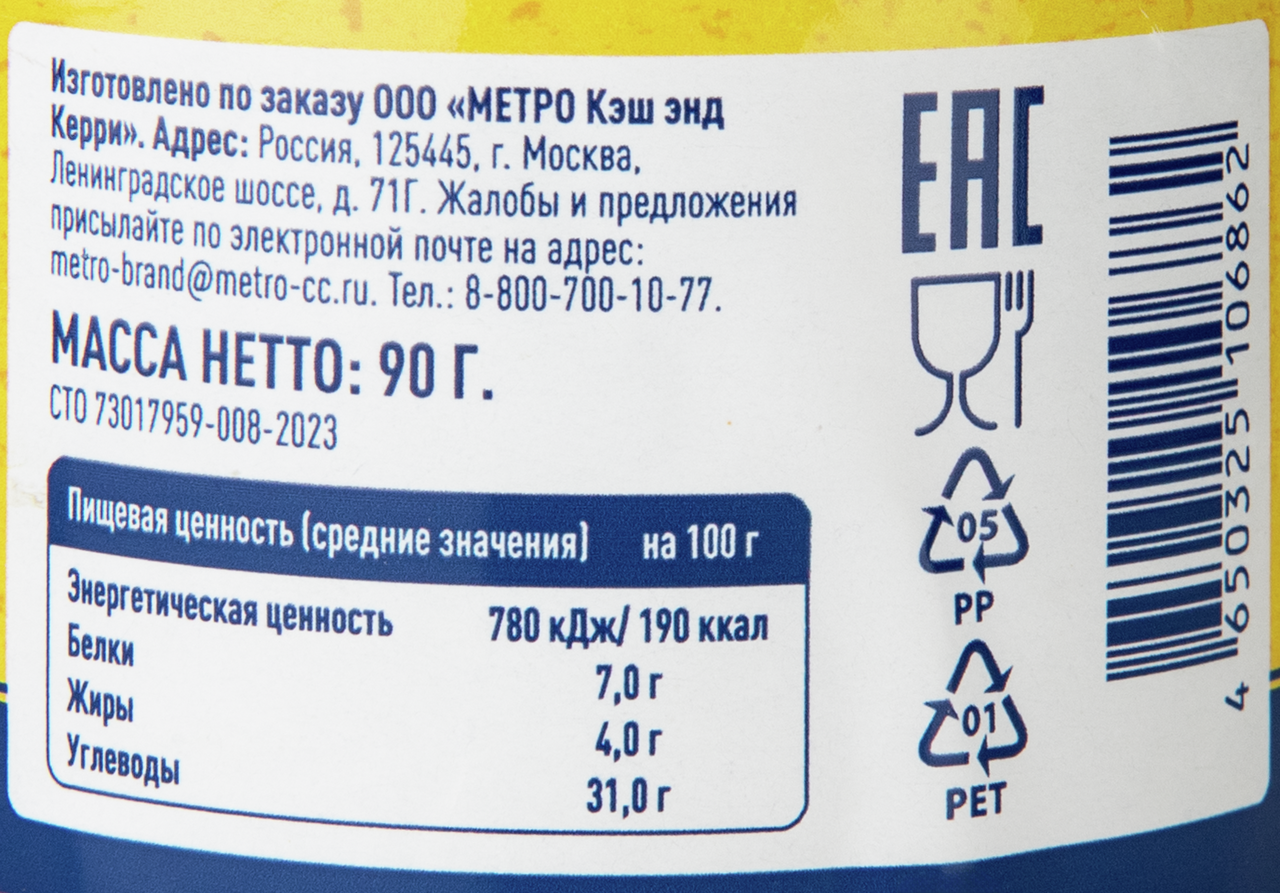 Изготовлено по заказу ООО «МЕТРО Кэш энд
Керри». Адрес: Россия, 125445, г. Москва,
Ленинградское шоссе, д. 71Г. Жалобы и предложения
присылайте по электронной почте на адрес:
metro-brand@metro-cc.ru. Тел.: 8-800-700-10-77.
МАССА НЕТТО: 90 Г.
СТО 73017959-008-2023
Пищевая ценность (средние значения) на 100 г
Энергетическая ценность 780 кДж/ 190 ккал
Белки 7,0 г
Жиры 4,0 г
Углеводы 31,0 г
EAC
05
PP
01
PET
4 650325 106862